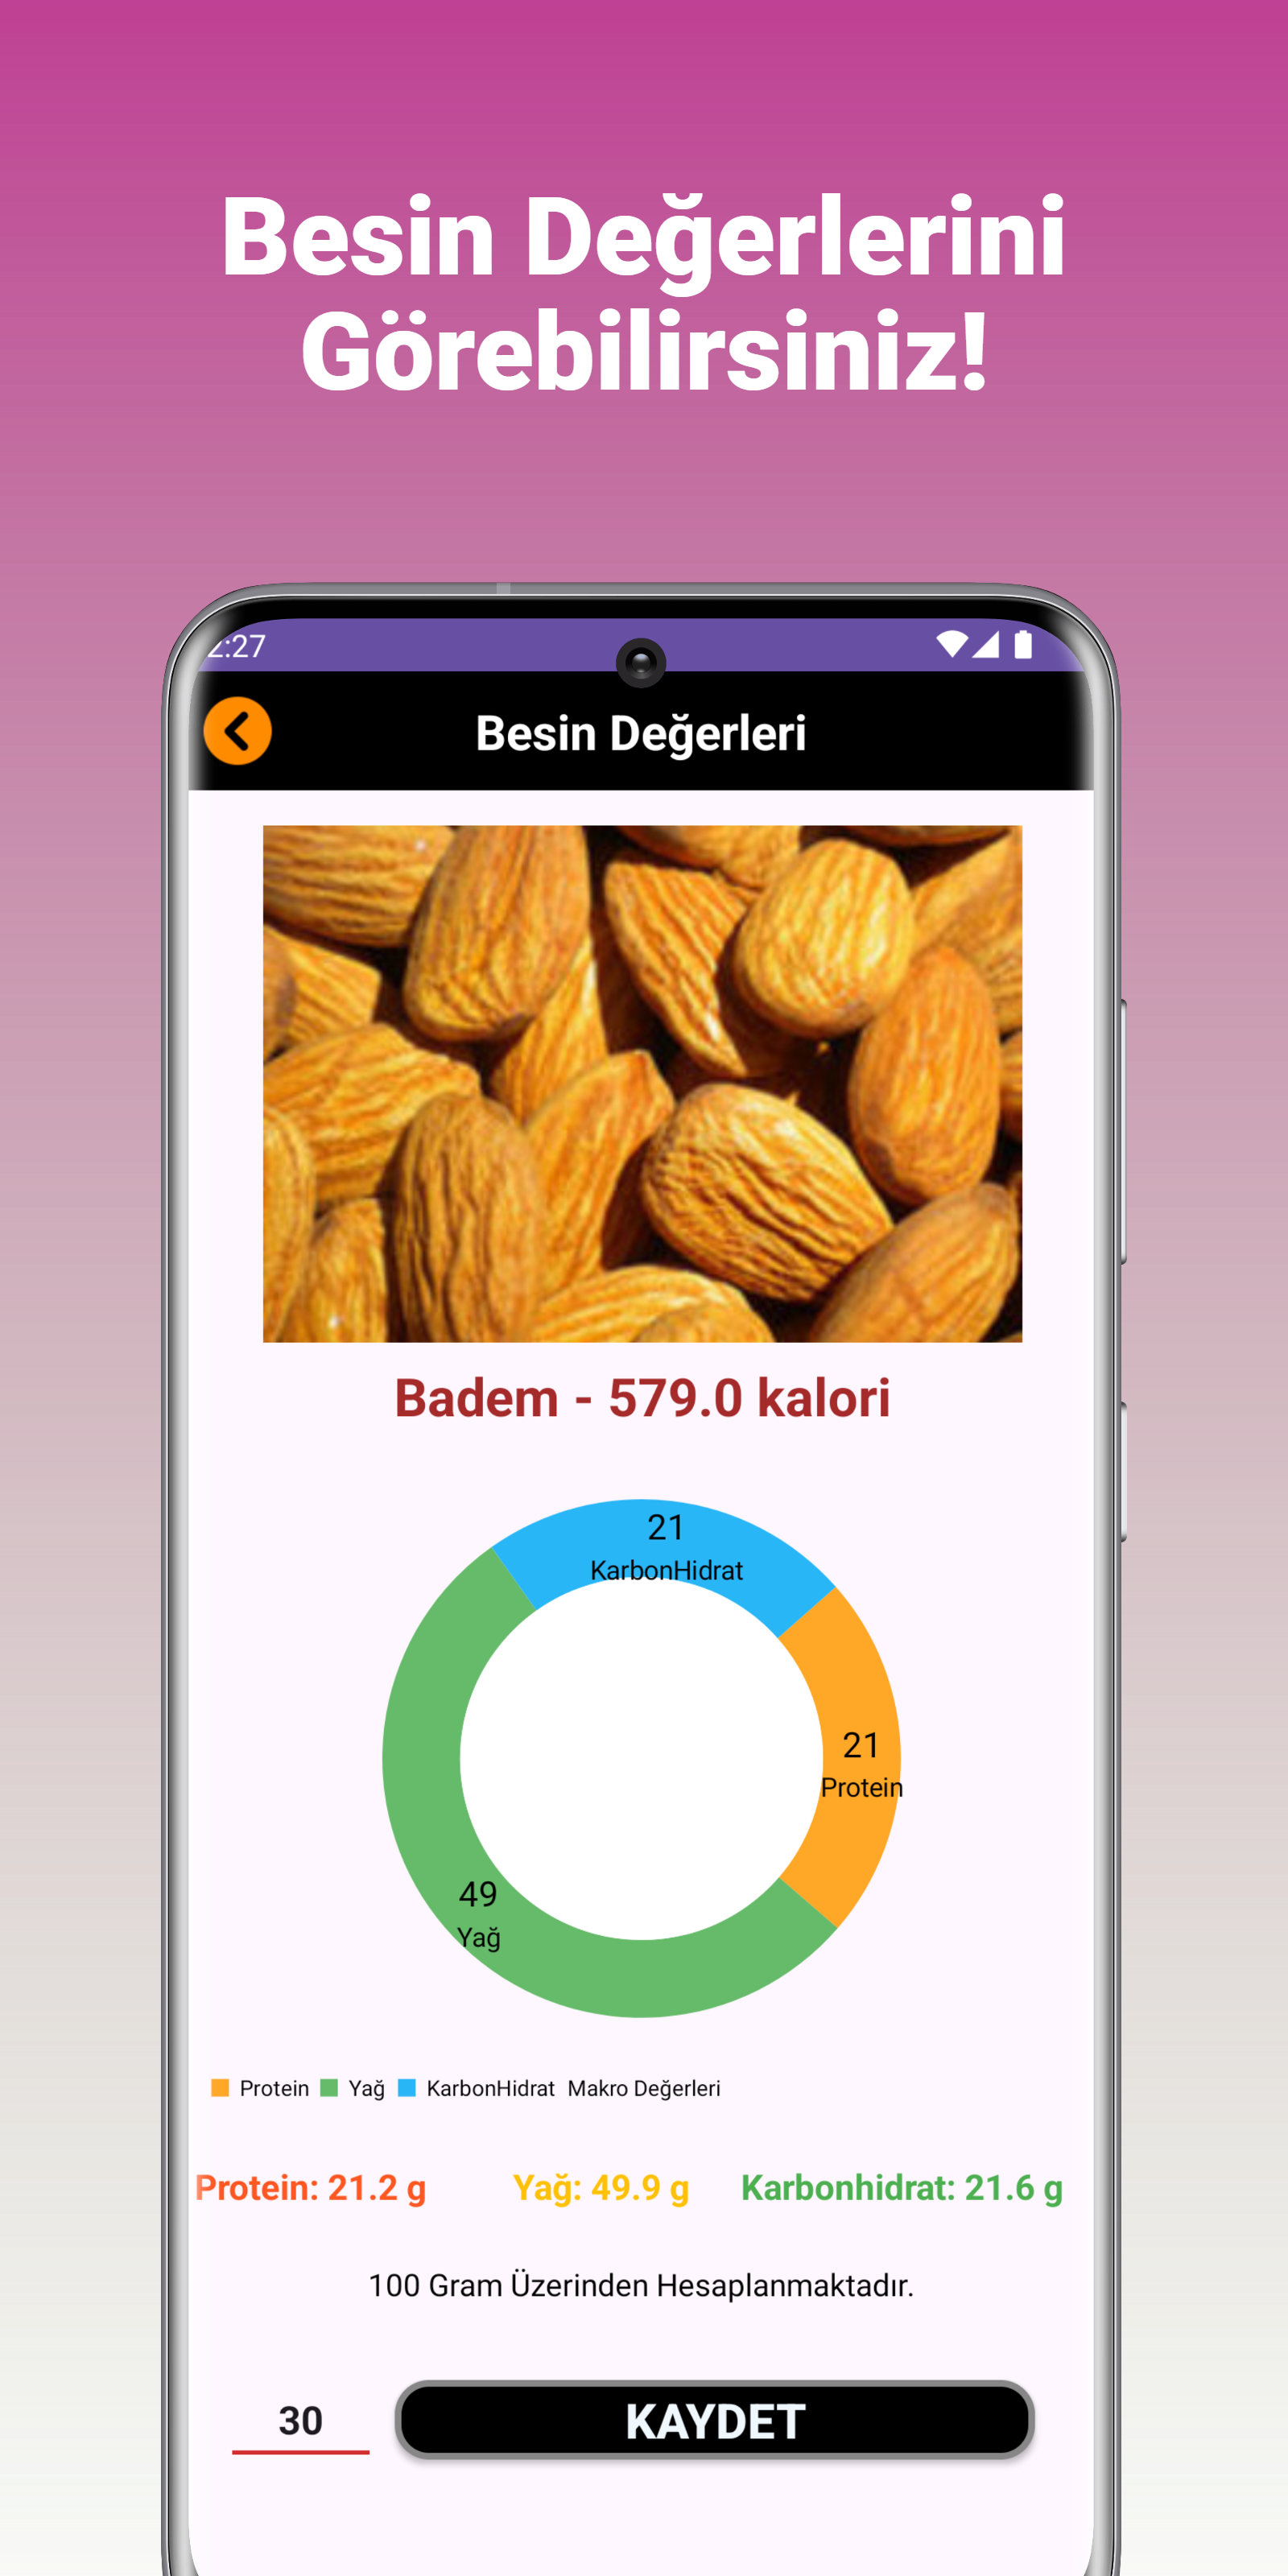 Besin Değerlerini
Görebilirsiniz!
2:27
Besin Değerleri
Badem - 579.0 kalori
21
KarbonHidrat
21
Protein
49
Yağ
Protein Yağ KarbonHidrat Makro Değerleri
Protein: 21.2 g Yağ: 49.9 g Karbonhidrat: 21.6 g
100 Gram Üzerinden Hesaplanmaktadır.
30 KAYDET